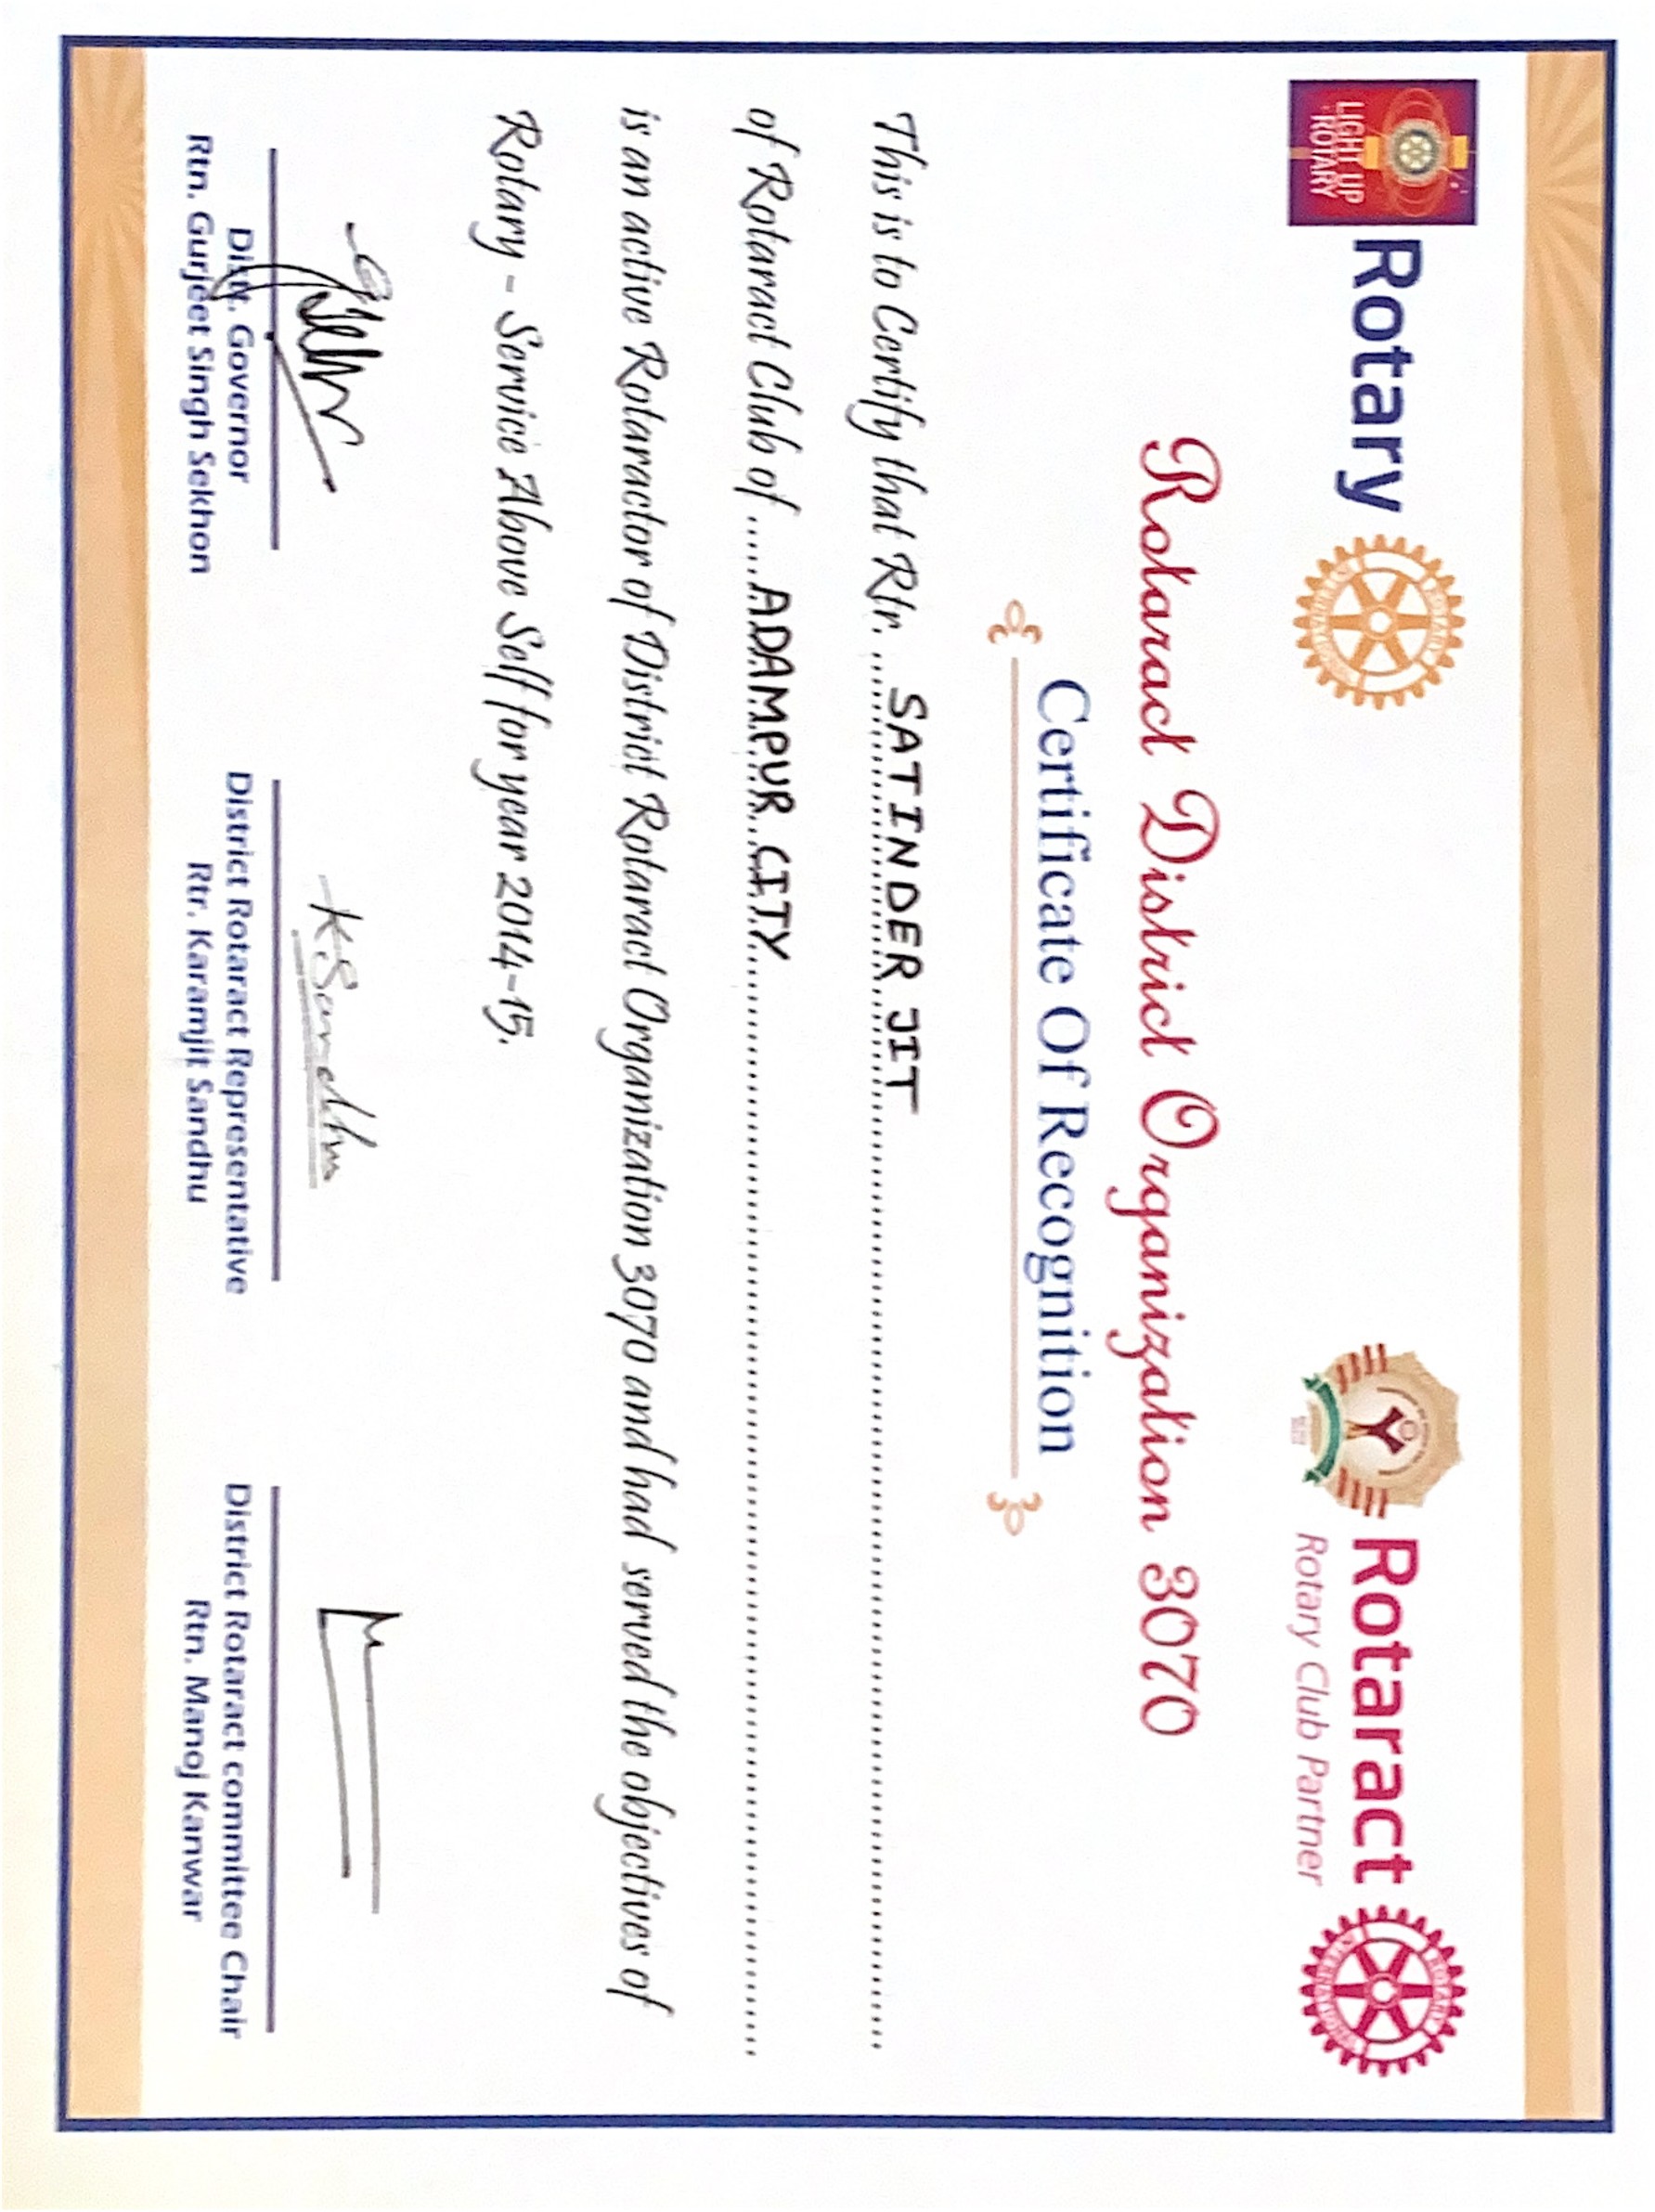 LIGHT UP
ROTARY
Rotary
ROTARY
INTERNATIONAL
Rotaract
Rotary Club Partner
ROTARY
INTERNATIONAL
Rotaract District Organization 3070
Certificate Of Recognition
This is to Certify that Rtr. ...SATINDER JIT...
of Rotaract Club of .....ADAMPUR CITY...
is an active Rotaractor of District Rotaract Organization 3070 and had served the objectives of
Rotary - Service Above Self for year 2014-15.
K Sandhu
Distt. Governor
Rtn. Gurjeet Singh Sekhon
District Rotaract Representative
Rtr. Karamjit Sandhu
District Rotaract committee Chair
Rtn. Manoj Kanwar